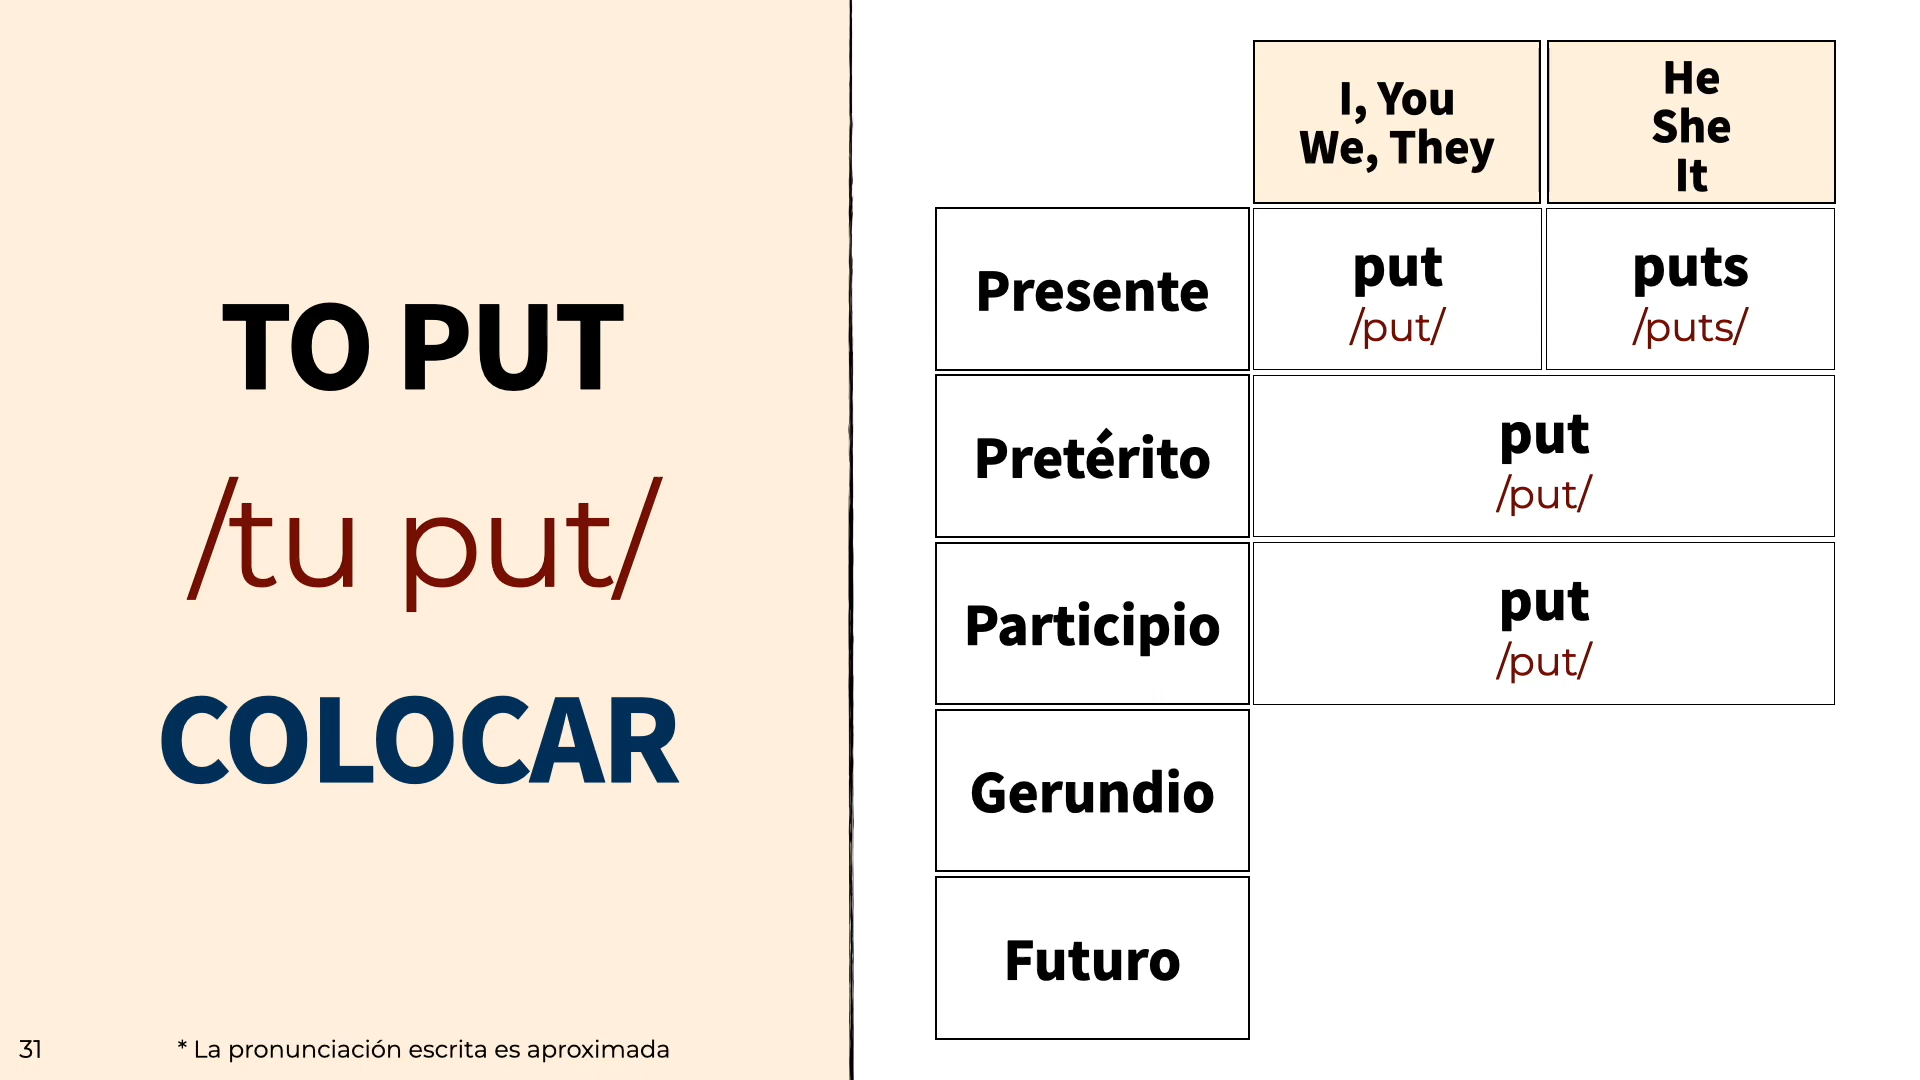 TO PUT
/tu put/
COLOCAR
31
* La pronunciación escrita es aproximada
I, You
We, They
He
She
It
Presente
put
/put/
puts
/puts/
Pretérito
put
/put/
Participio
put
/put/
Gerundio
Futuro